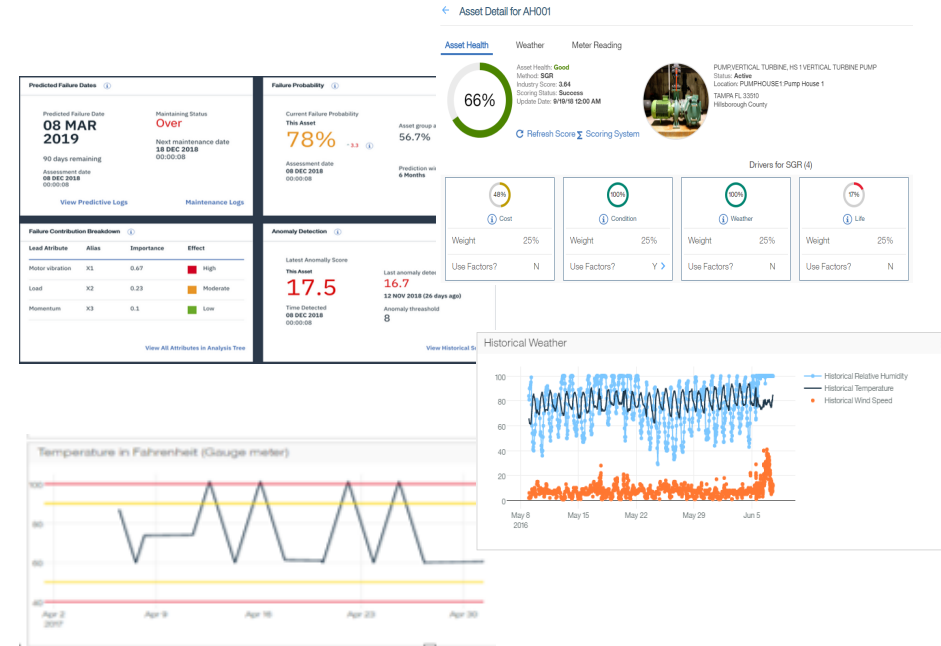 ← Asset Detail for AH001
Asset Health Weather Meter Reading
66%
Asset Health: Good
Method: SGR
Industry Score: 3.64
Scoring Status: Success
Update Date: 9/19/18 12:00 AM
Refresh Score Σ Scoring System
PUMP,VERTICAL TURBINE, HS 1 VERTICAL TURBINE PUMP
Status: Active
Location: PUMPHOUSE1 Pump House 1
TAMPA FL 33510
Hillsborough County
Drivers for SGR (4)
48%
Cost
Weight 25%
Use Factors? N
100%
Condition
Weight 25%
Use Factors? Y >
100%
Weather
Weight 25%
Use Factors? N
17%
Life
Weight 25%
Use Factors? N
Predicted Failure Dates
Predicted Failure Date
08 MAR
2019
90 days remaining
Assessment date
08 DEC 2018
00:00:08
Maintaining Status
Over
Next maintenance date
18 DEC 2018
00:00:08
View Predictive Logs
Maintenance Logs
Failure Probability
Current Failure Probability
This Asset
78%
- 3.3
Assessment date
08 DEC 2018
00:00:08
Asset group a
56.7%
Prediction wi
6 Months
Failure Contribution Breakdown
Lead Atribute Alias Importance Effect
Motor vibration X1 0.67 High
Load X2 0.23 Moderate
Momentum X3 0.1 Low
View All Attributes in Analysis Tree
Anomaly Detection
Latest Anomally Score
This Asset
17.5
Time Detected
08 DEC 2018
00:00:08
Last anomaly detec
16.7
12 NOV 2018 (26 days ago)
Anomaly threashold
8
View Historical S
Historical Weather
100
80
60
40
20
0
May 8 May 15 May 22 May 29 Jun 5
2016
Historical Relative Humidity
Historical Temperature
Historical Wind Speed
Temperature in Fahrenheit (Gauge meter)
100
80
60
40
Apr 2 Apr 9 Apr 16 Apr 23 Apr 30
2017